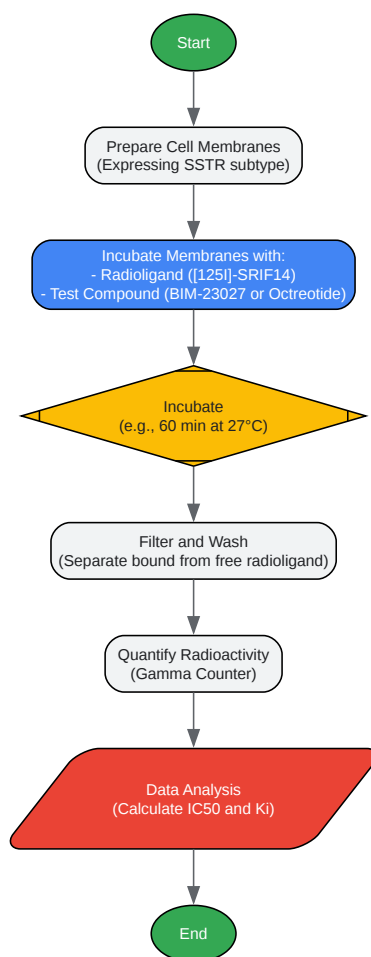 Start
Prepare Cell Membranes
(Expressing SSTR subtype)
Incubate Membranes with:
- Radioligand ([125I]-SRIF14)
- Test Compound (BIM-23027 or Octreotide)
Incubate
(e.g., 60 min at 27°C)
Filter and Wash
(Separate bound from free radioligand)
Quantify Radioactivity
(Gamma Counter)
Data Analysis
(Calculate IC50 and Ki)
End